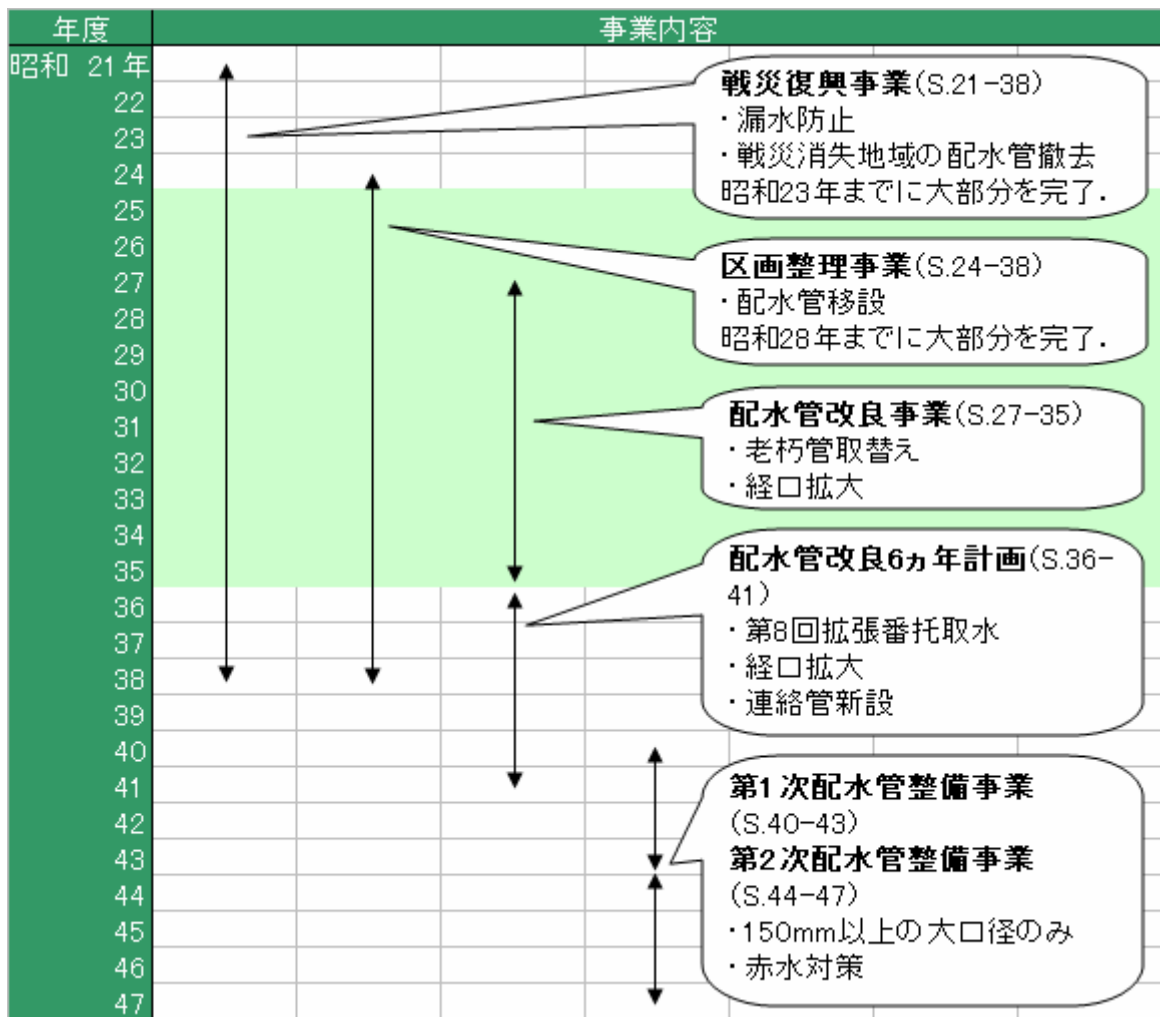 年度 事業内容
昭和 21年
22
23
24
25
26
27
28
29
30
31
32
33
34
35
36
37
38
39
40
41
42
43
44
45
46
47
戦災復興事業(S.21-38)
・漏水防止
・戦災消失地域の配水管撤去
昭和23年までに大部分を完了.
区画整理事業(S.24-38)
・配水管移設
昭和28年までに大部分を完了.
配水管改良事業(S.27-35)
・老朽管取替え
・経口拡大
配水管改良6ヵ年計画(S.36-
41)
・第8回拡張番托取水
・経口拡大
・連絡管新設
第1次配水管整備事業
(S.40-43)
第2次配水管整備事業
(S.44-47)
・150mm以上の大口径のみ
・赤水対策